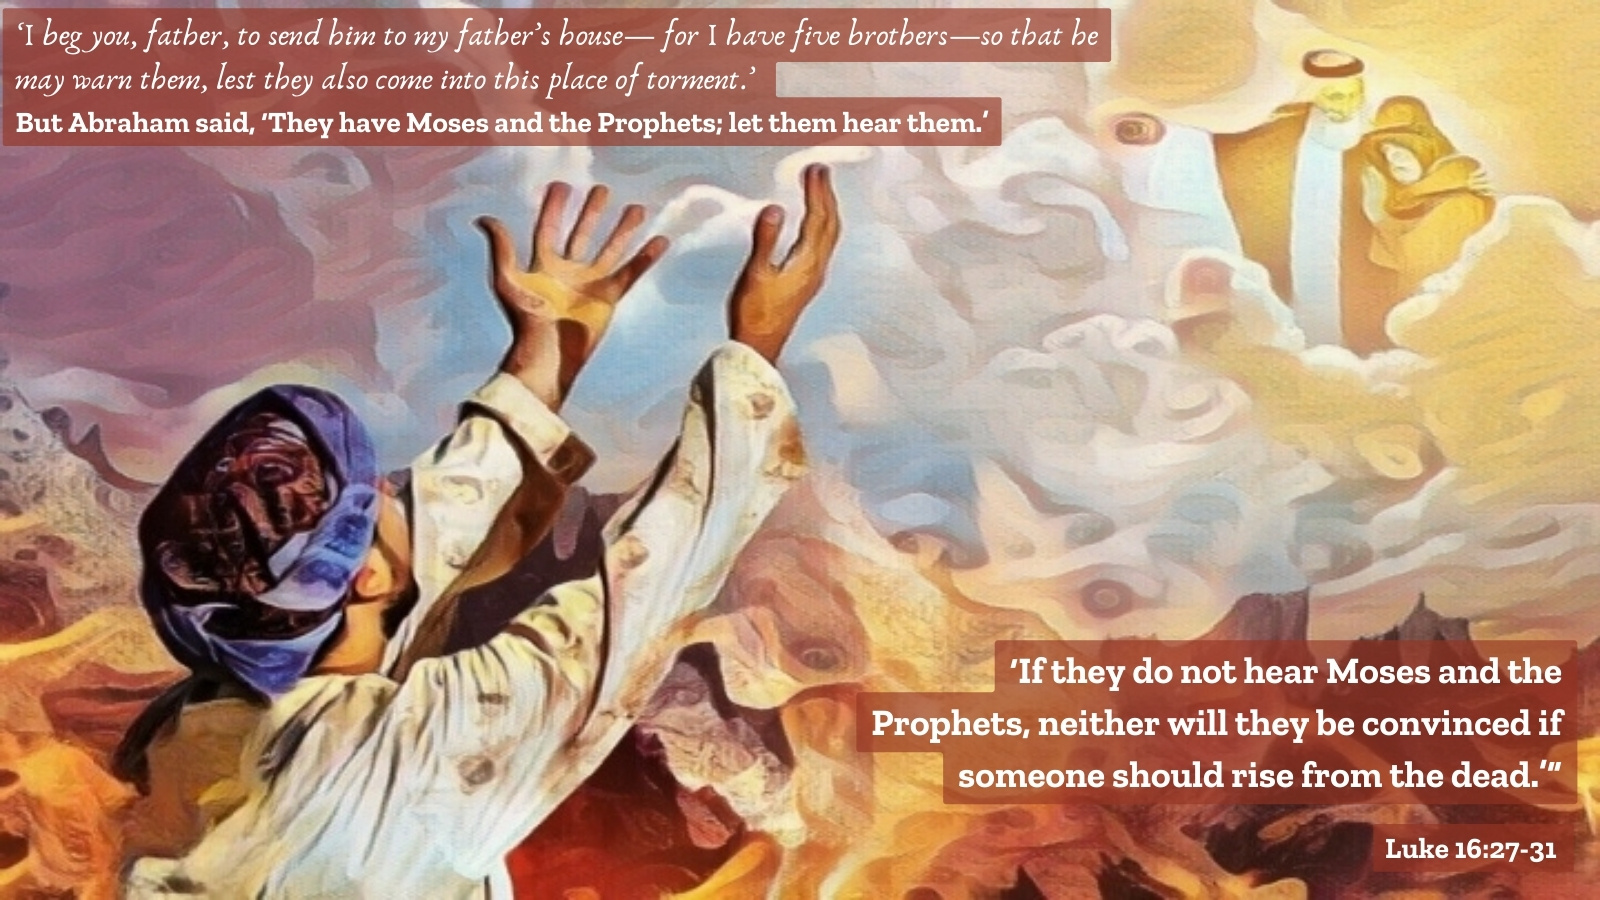 ‘I beg you, father, to send him to my father’s house— for I have five brothers—so that he
may warn them, lest they also come into this place of torment.’
But Abraham said, ‘They have Moses and the Prophets; let them hear them.’
‘If they do not hear Moses and the
Prophets, neither will they be convinced if
someone should rise from the dead.’”
Luke 16:27-31